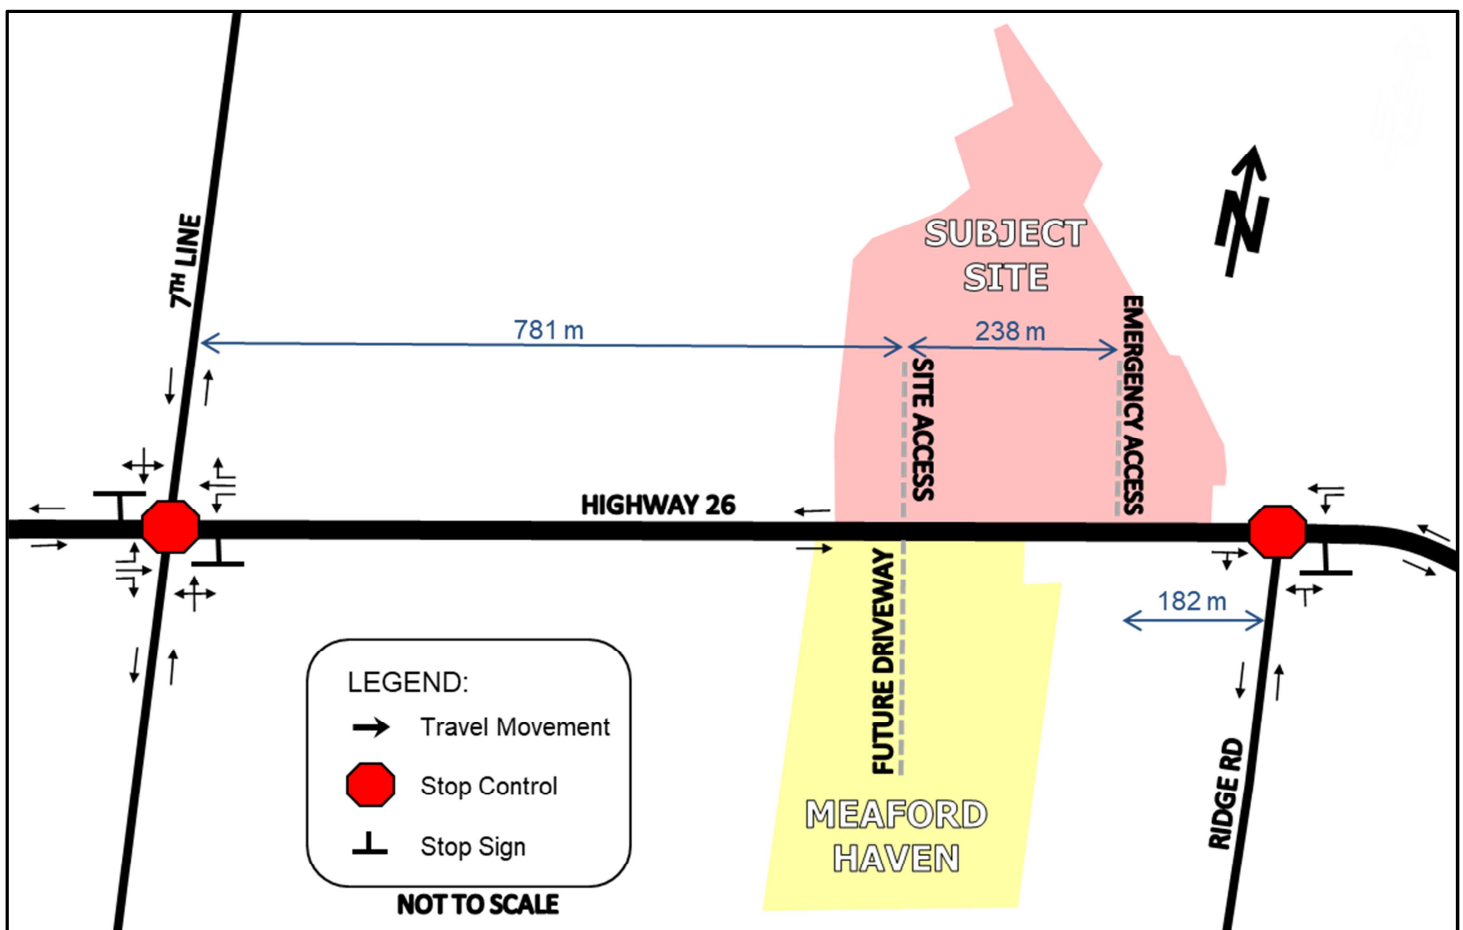 SUBJECT
SITE
7TH LINE
781 m
238 m
EMERGENCY ACCESS
SITE ACCESS
N
HIGHWAY 26
FUTURE DRIVEWAY
182 m
LEGEND:
Travel Movement
Stop Control
Stop Sign
NOT TO SCALE
MEAFORD
HAVEN
RIDGE RD